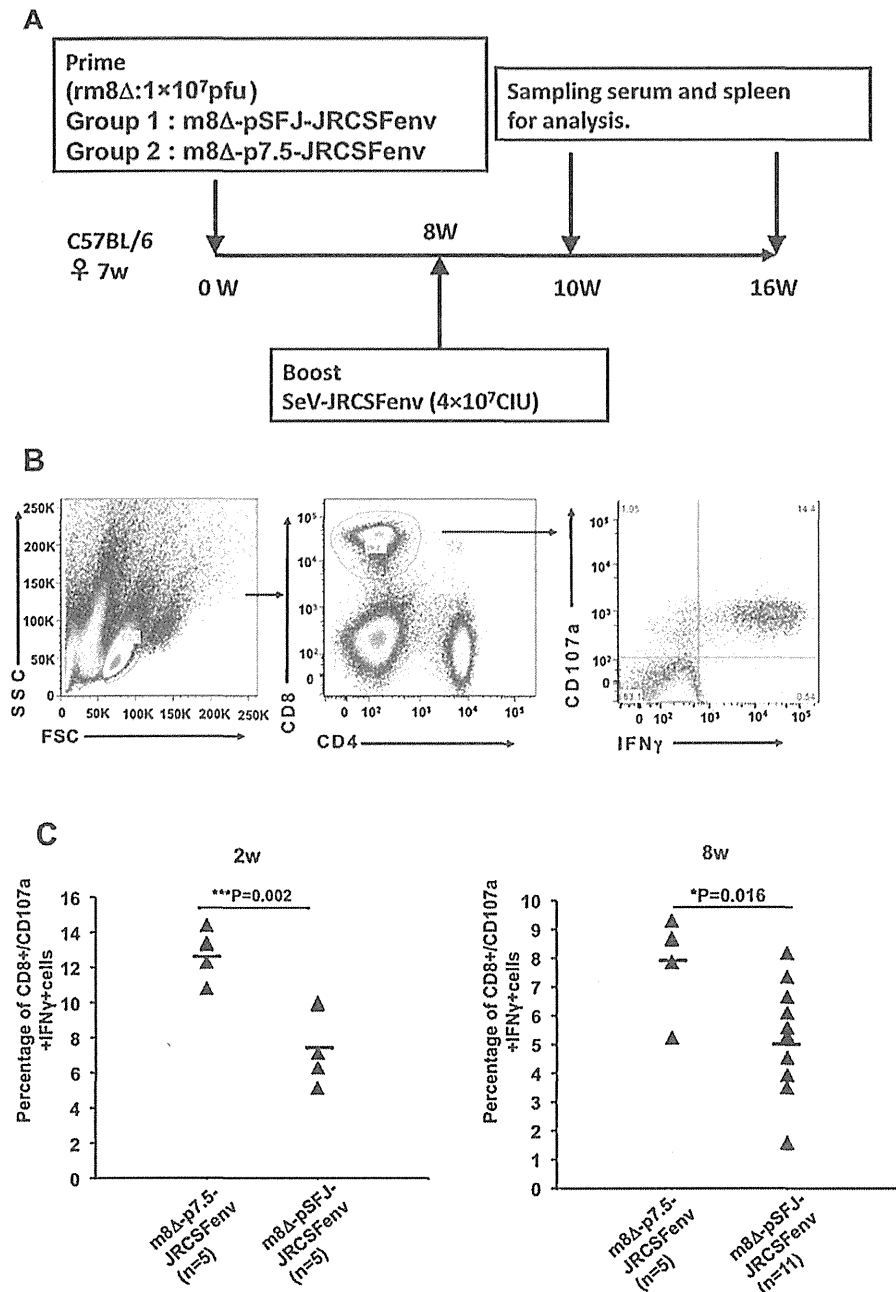 A
Prime
(rm8Δ:1×10⁷pfu)
Group 1 : m8Δ-pSFJ-JRCSFenv
Group 2 : m8Δ-p7.5-JRCSFenv
Sampling serum and spleen
for analysis.
C57BL/6
♀ 7w
8W
0 W
10W
16W
Boost
SeV-JRCSFenv (4×10⁷CIU)
B
250K
200K
150K
100K
50K
0
SSC
0 50K 100K 150K 200K 250K
FSC
10⁵
10⁴
10³
10²
0
CD8
0 10² 10³ 10⁴ 10⁵
CD4
1.95
14.4
10⁵
10⁴
10³
10²
0
0.54
CD107a
0 10² 10³ 10⁴ 10⁵
IFNγ
C
2w
***P=0.002
16
14
12
10
8
6
4
2
0
Percentage of CD8+/CD107a
+IFNγ+cells
m8Δ-p7.5-
JRCSFenv
(n=5)
m8Δ-pSFJ-
JRCSFenv
(n=5)
8w
*P=0.016
10
9
8
7
6
5
4
3
2
1
0
Percentage of CD8+/CD107a
+IFNγ+cells
m8Δ-p7.5-
JRCSFenv
(n=5)
m8Δ-pSFJ-
JRCSFenv
(n=11)